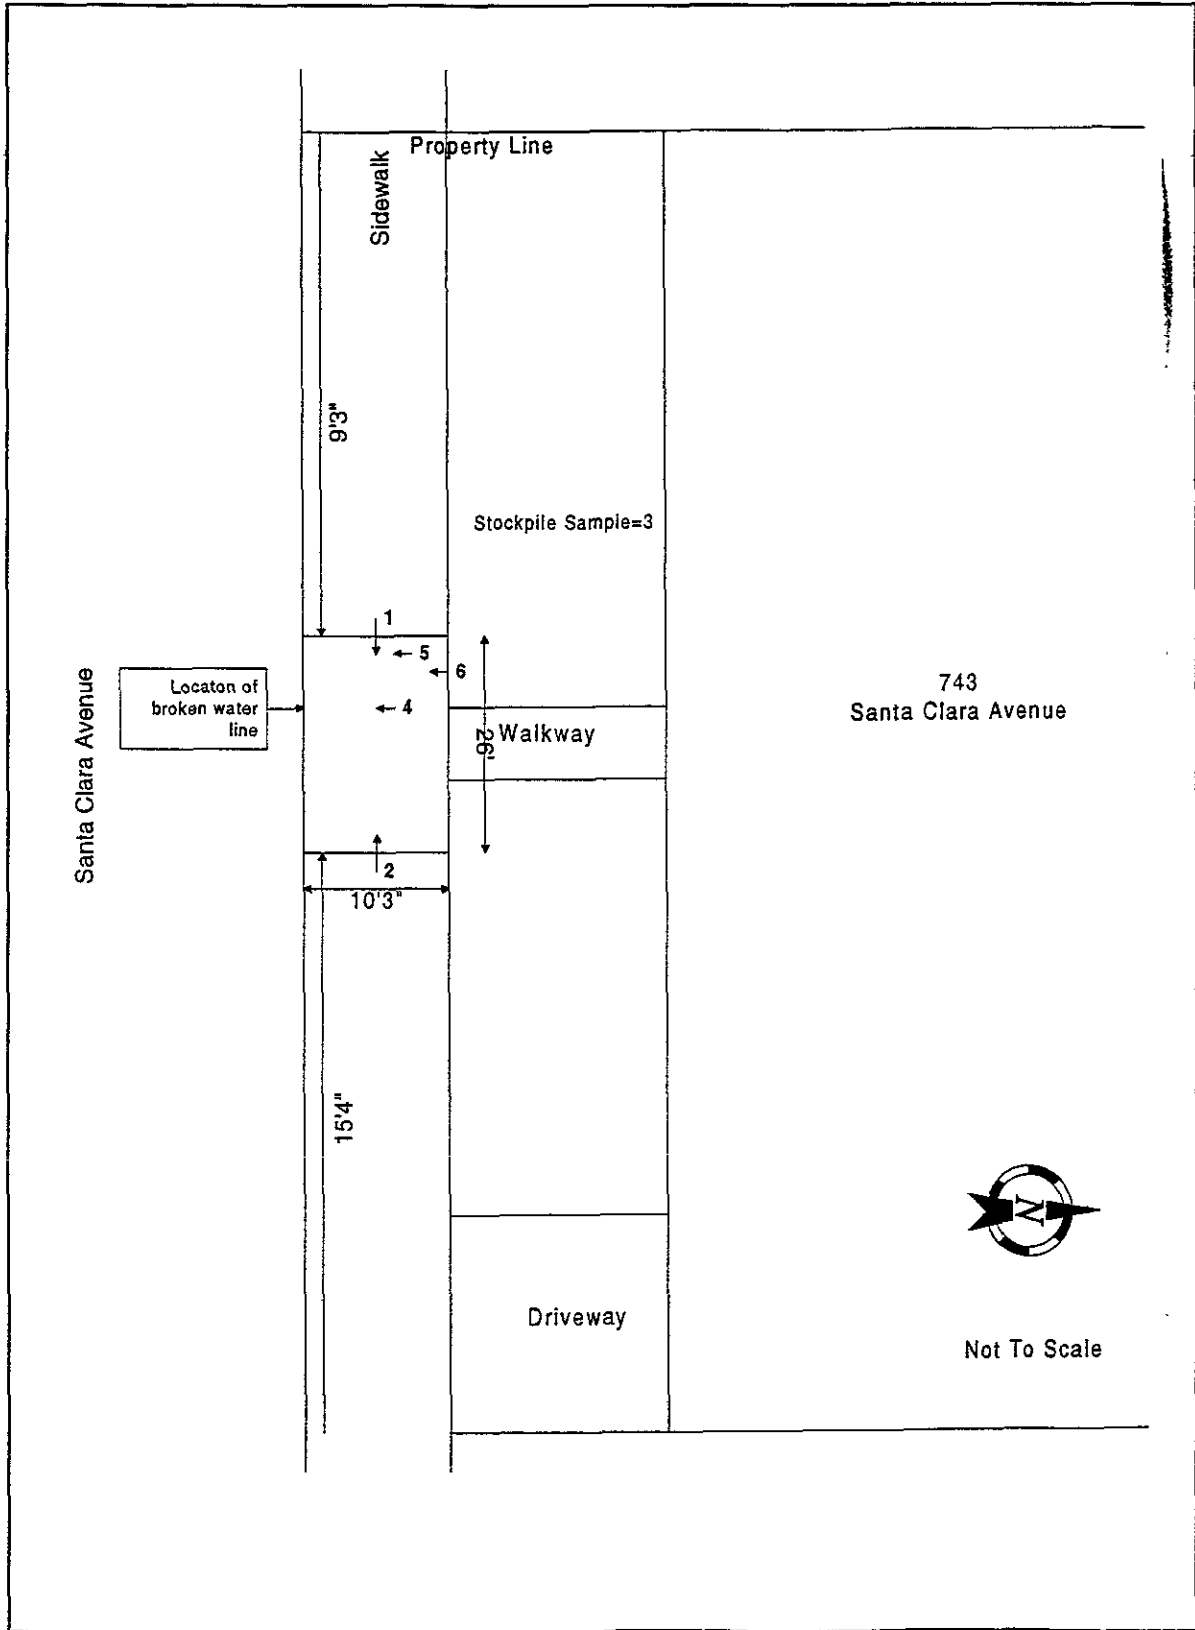 Property Line
Sidewalk
9'3"
Stockpile Sample=3
1
5
6
4
Santa Clara Avenue
Locaton of
broken water
line
26'
Walkway
743
Santa Clara Avenue
2
10'3"
15'4"
N
Driveway
Not To Scale